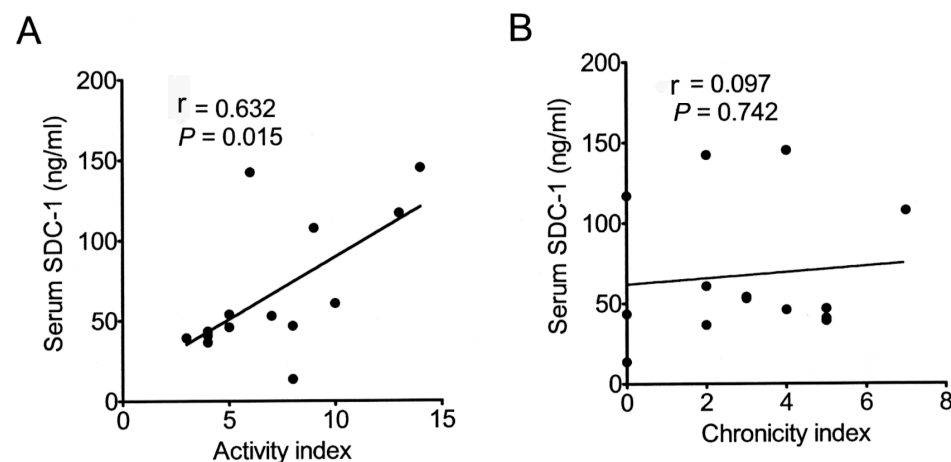 A
Serum SDC-1 (ng/ml)
200
150
100
50
0
r = 0.632
P = 0.015
0 5 10 15
Activity index
B
Serum SDC-1 (ng/ml)
200
150
100
50
0
r = 0.097
P = 0.742
0 2 4 6 8
Chronicity index